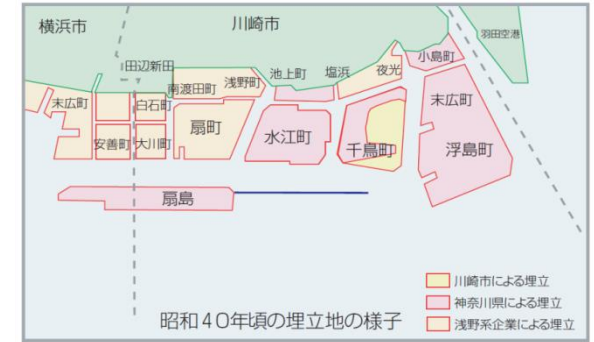 横浜市
川崎市
羽田空港
小島町
田辺新田
池上町
塩浜
夜光
浅野町
南渡田町
末広町
白石町
末広町
扇町
水江町
千鳥町
浮島町
安善町
大川町
扇島
川崎市による埋立
神奈川県による埋立
浅野系企業による埋立
昭和40年頃の埋立地の様子